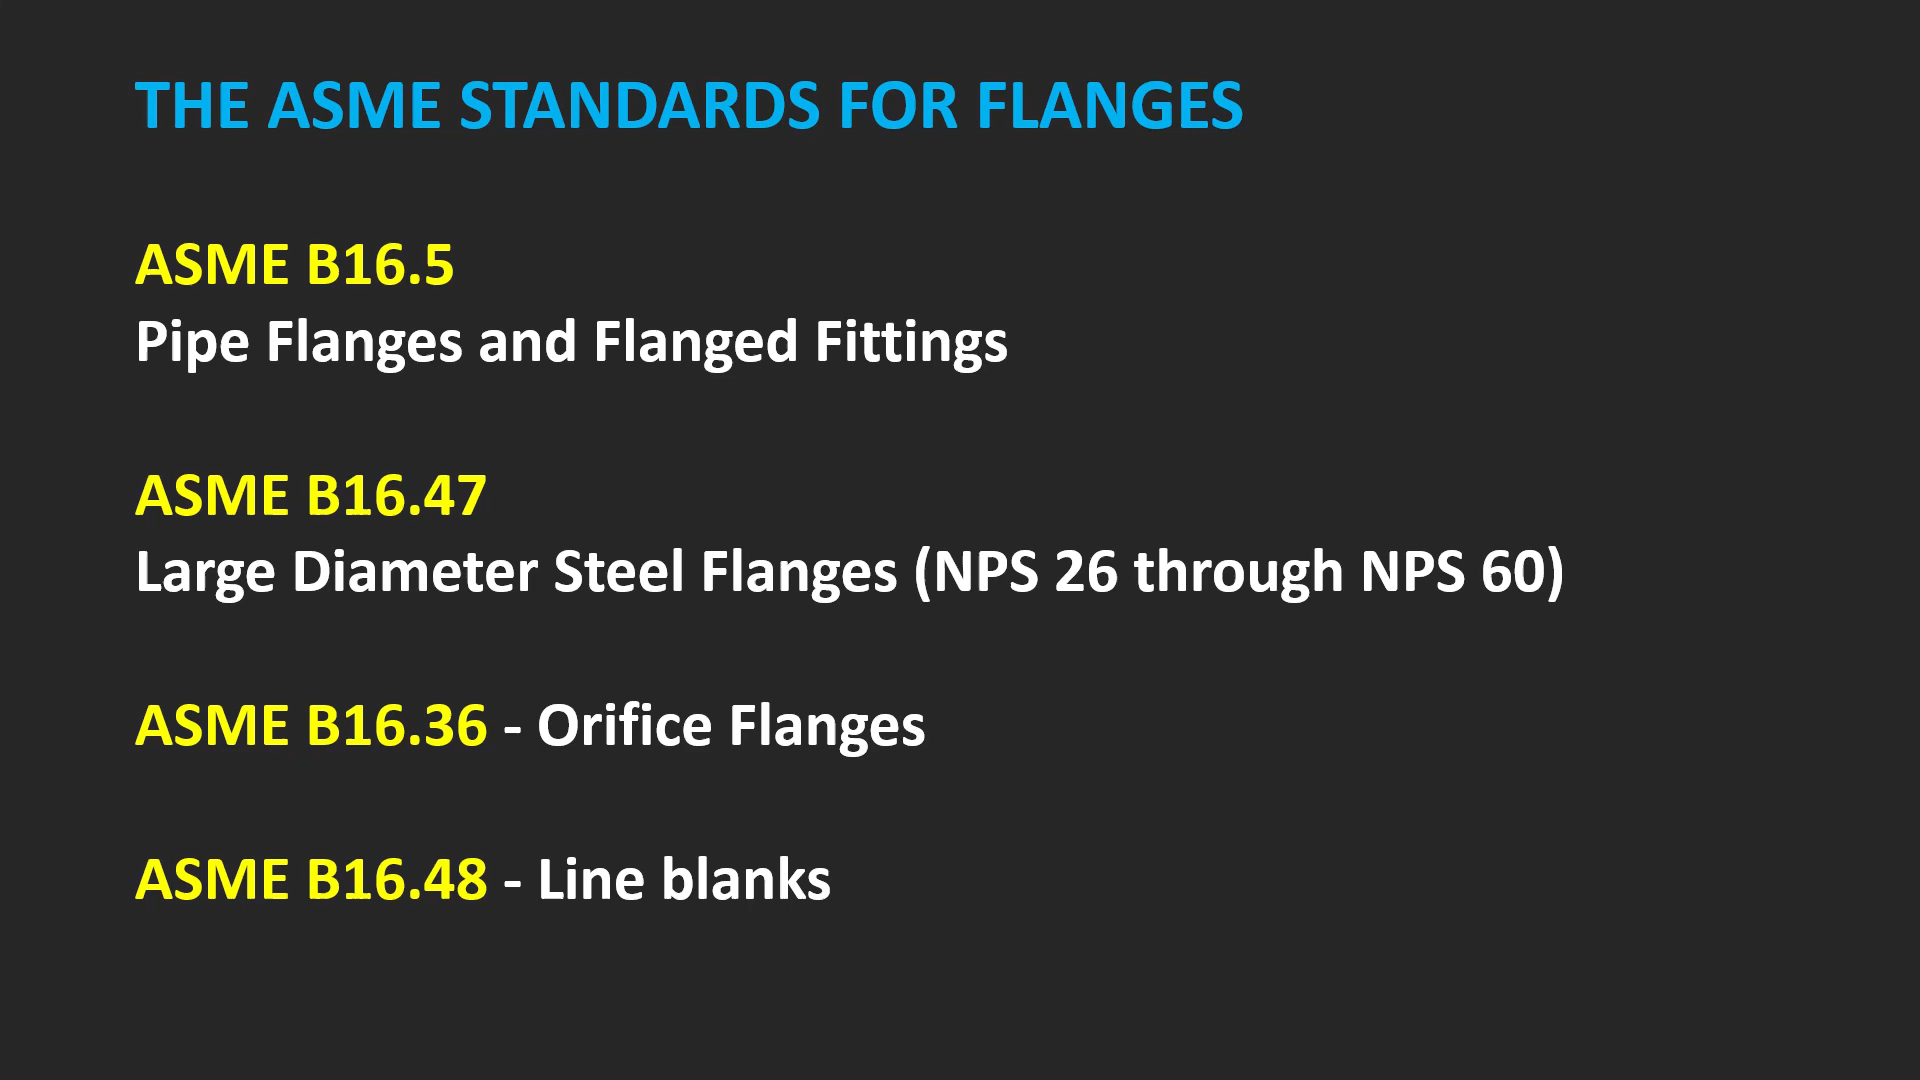 THE ASME STANDARDS FOR FLANGES
ASME B16.5
Pipe Flanges and Flanged Fittings
ASME B16.47
Large Diameter Steel Flanges (NPS 26 through NPS 60)
ASME B16.36 - Orifice Flanges
ASME B16.48 - Line blanks